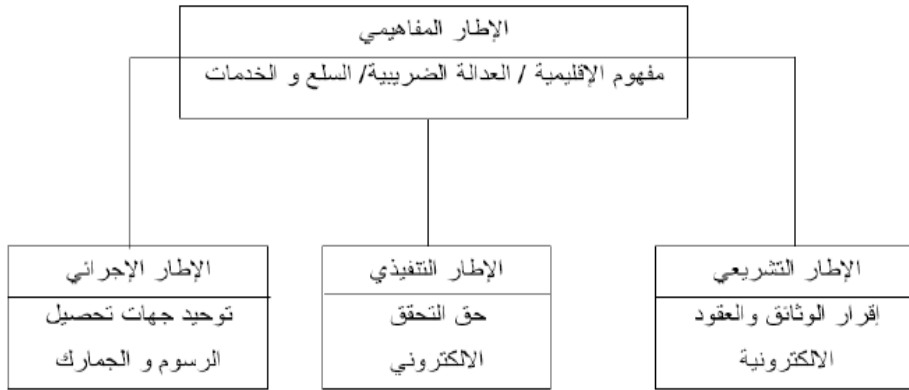 الإطار المفاهيمي
مفهوم الإقليمية / العدالة الضريبية/ السلع و الخدمات
الإطار التشريعي
إقرار الوثائق والعقود
الالكترونية
الإطار التنفيذي
حق التحقق
الالكتروني
الإطار الإجرائي
توحيد جهات تحصيل
الرسوم و الجمارك